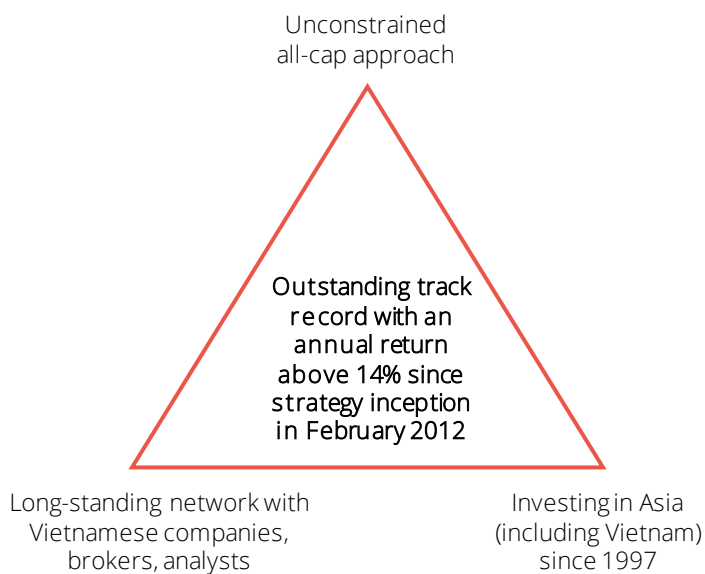 Unconstrained
all-cap approach
Outstanding track
record with an
annual return
above 14% since
strategy inception
in February 2012
Long-standing network with
Vietnamese companies,
brokers, analysts
Investing in Asia
(including Vietnam)
since 1997